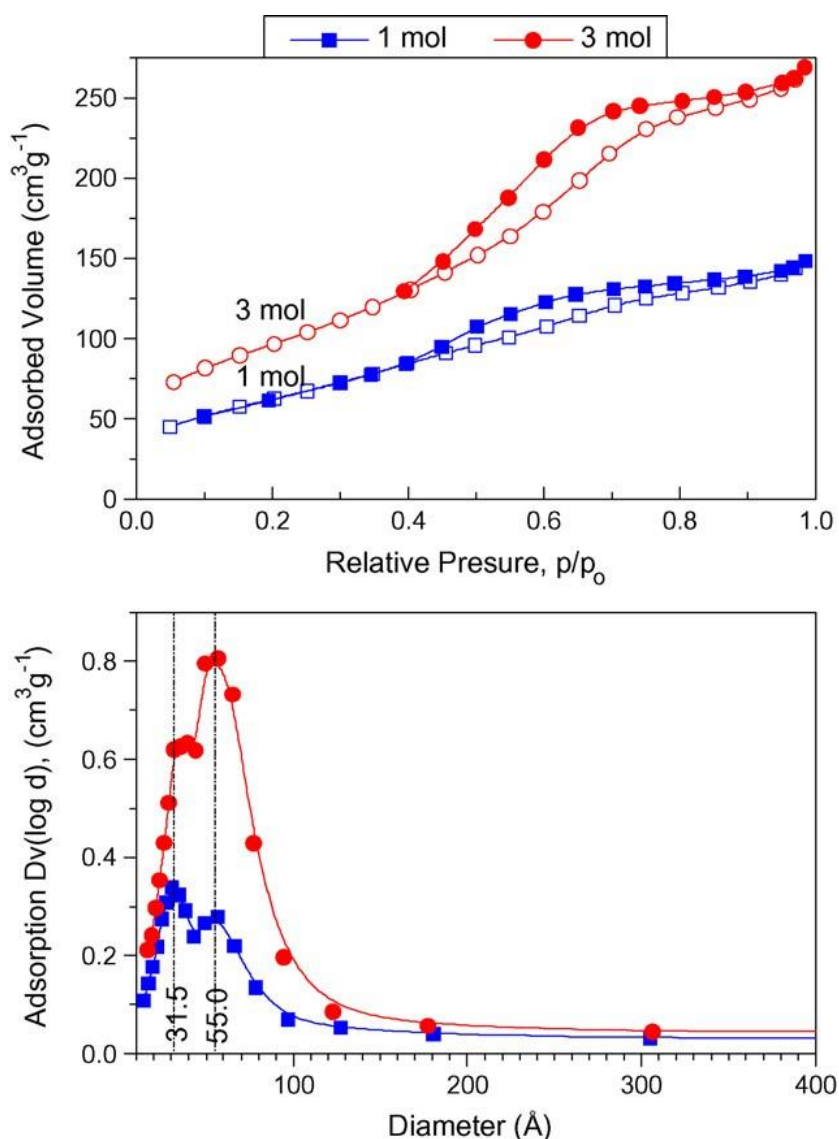 1 mol 3 mol
250
200
150
100
50
0
Adsorbed Volume (cm³g⁻¹)
3 mol
1 mol
0.0 0.2 0.4 0.6 0.8 1.0
Relative Presure, p/pₒ
0.8
0.6
0.4
0.2
0.0
Adsorption Dv(log d), (cm³g⁻¹)
31.5
55.0
100 200 300 400
Diameter (Å)